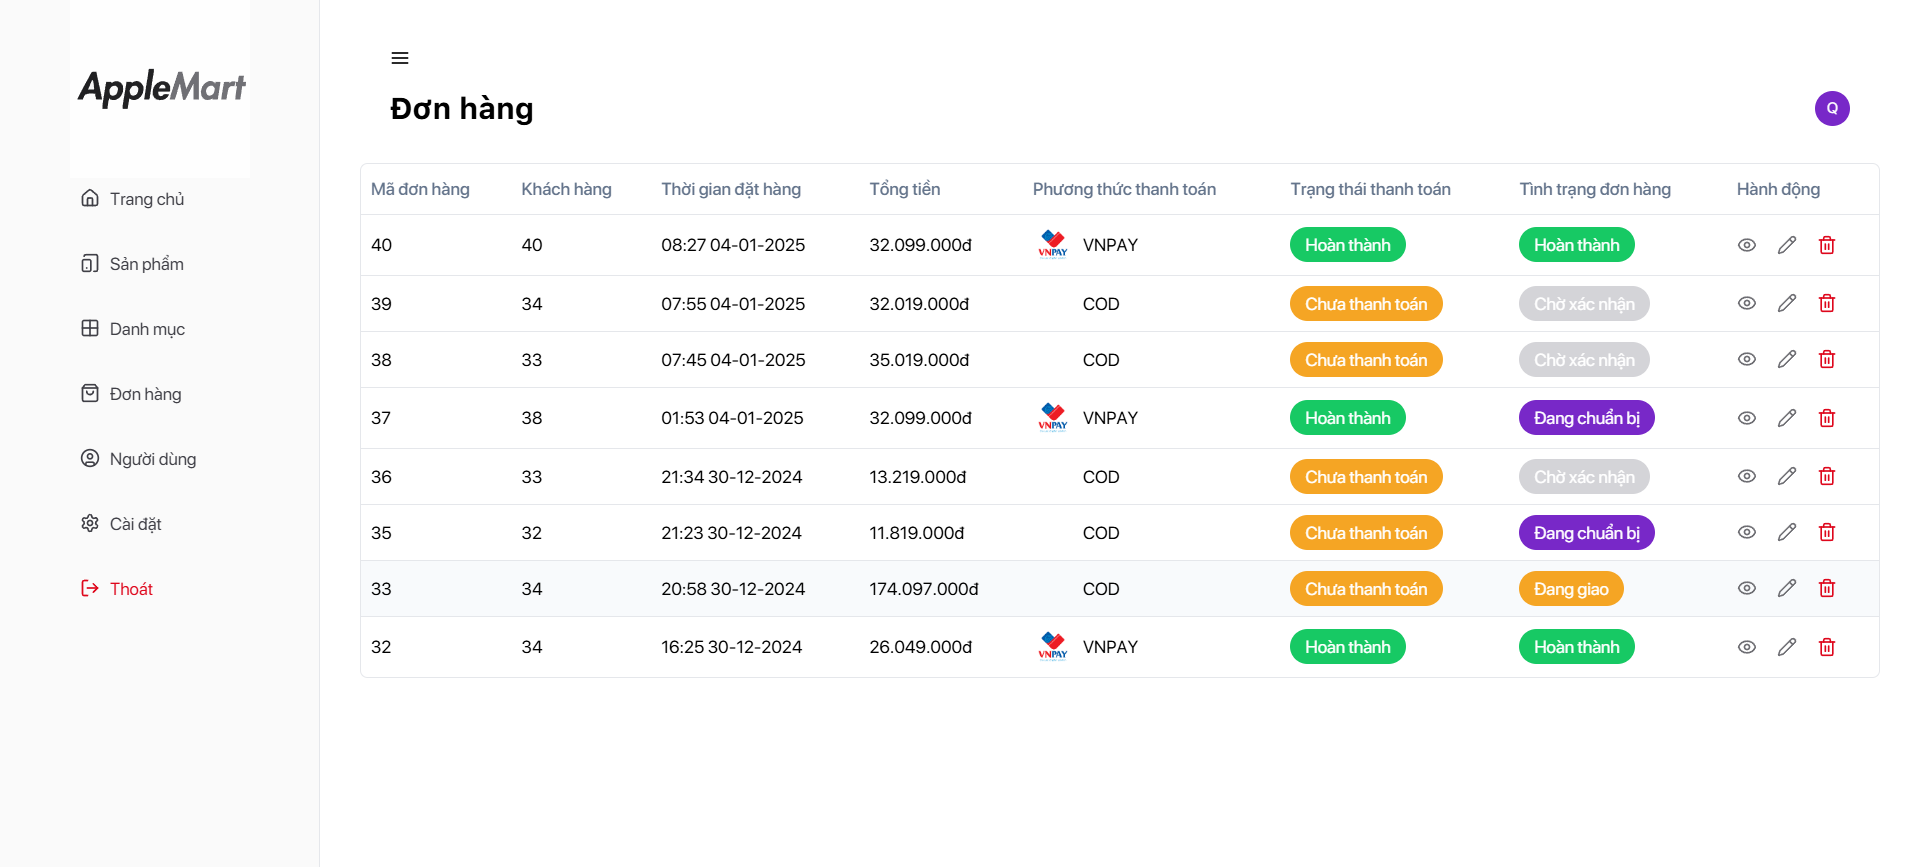 AppleMart
Trang chủ
Sản phẩm
Danh mục
Đơn hàng
Người dùng
Cài đặt
Thoát
Đơn hàng
Q
Mã đơn hàng Khách hàng Thời gian đặt hàng Tổng tiền Phương thức thanh toán Trạng thái thanh toán Tình trạng đơn hàng Hành động
40 40 08:27 04-01-2025 32.099.000đ VNPAY VNPAY Hoàn thành Hoàn thành
39 34 07:55 04-01-2025 32.019.000đ COD Chưa thanh toán Chờ xác nhận
38 33 07:45 04-01-2025 35.019.000đ COD Chưa thanh toán Chờ xác nhận
37 38 01:53 04-01-2025 32.099.000đ VNPAY VNPAY Hoàn thành Đang chuẩn bị
36 33 21:34 30-12-2024 13.219.000đ COD Chưa thanh toán Chờ xác nhận
35 32 21:23 30-12-2024 11.819.000đ COD Chưa thanh toán Đang chuẩn bị
33 34 20:58 30-12-2024 174.097.000đ COD Chưa thanh toán Đang giao
32 34 16:25 30-12-2024 26.049.000đ VNPAY VNPAY Hoàn thành Hoàn thành